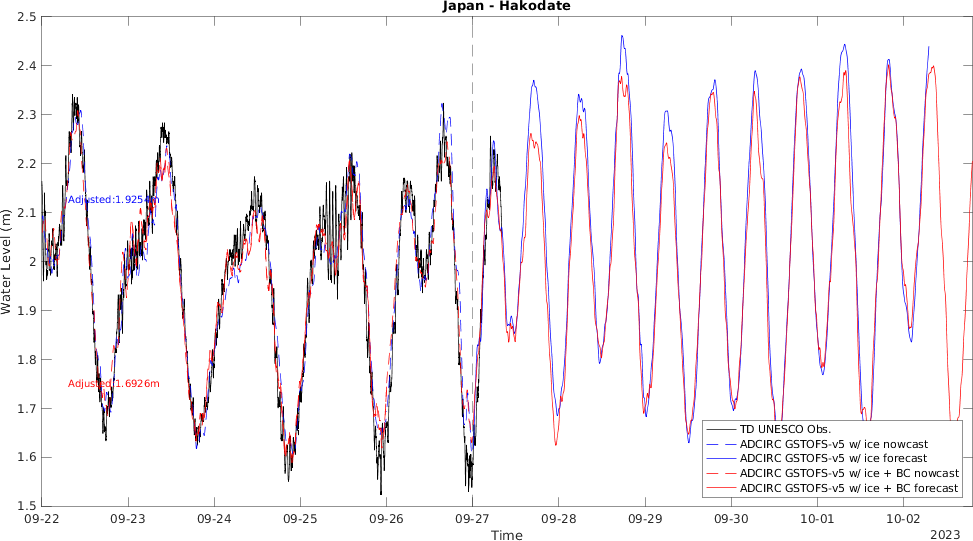 Japan - Hakodate
2.5
2.4
2.3
2.2
2.1
2
1.9
1.8
1.7
1.6
1.5
Water Level (m)
Adjusted:1.9254m
Adjusted:1.6926m
TD UNESCO Obs.
ADCIRC GSTOFS-v5 w/ ice nowcast
ADCIRC GSTOFS-v5 w/ ice forecast
ADCIRC GSTOFS-v5 w/ ice + BC nowcast
ADCIRC GSTOFS-v5 w/ ice + BC forecast
09-22 09-23 09-24 09-25 09-26 09-27 09-28 09-29 09-30 10-01 10-02
Time
2023